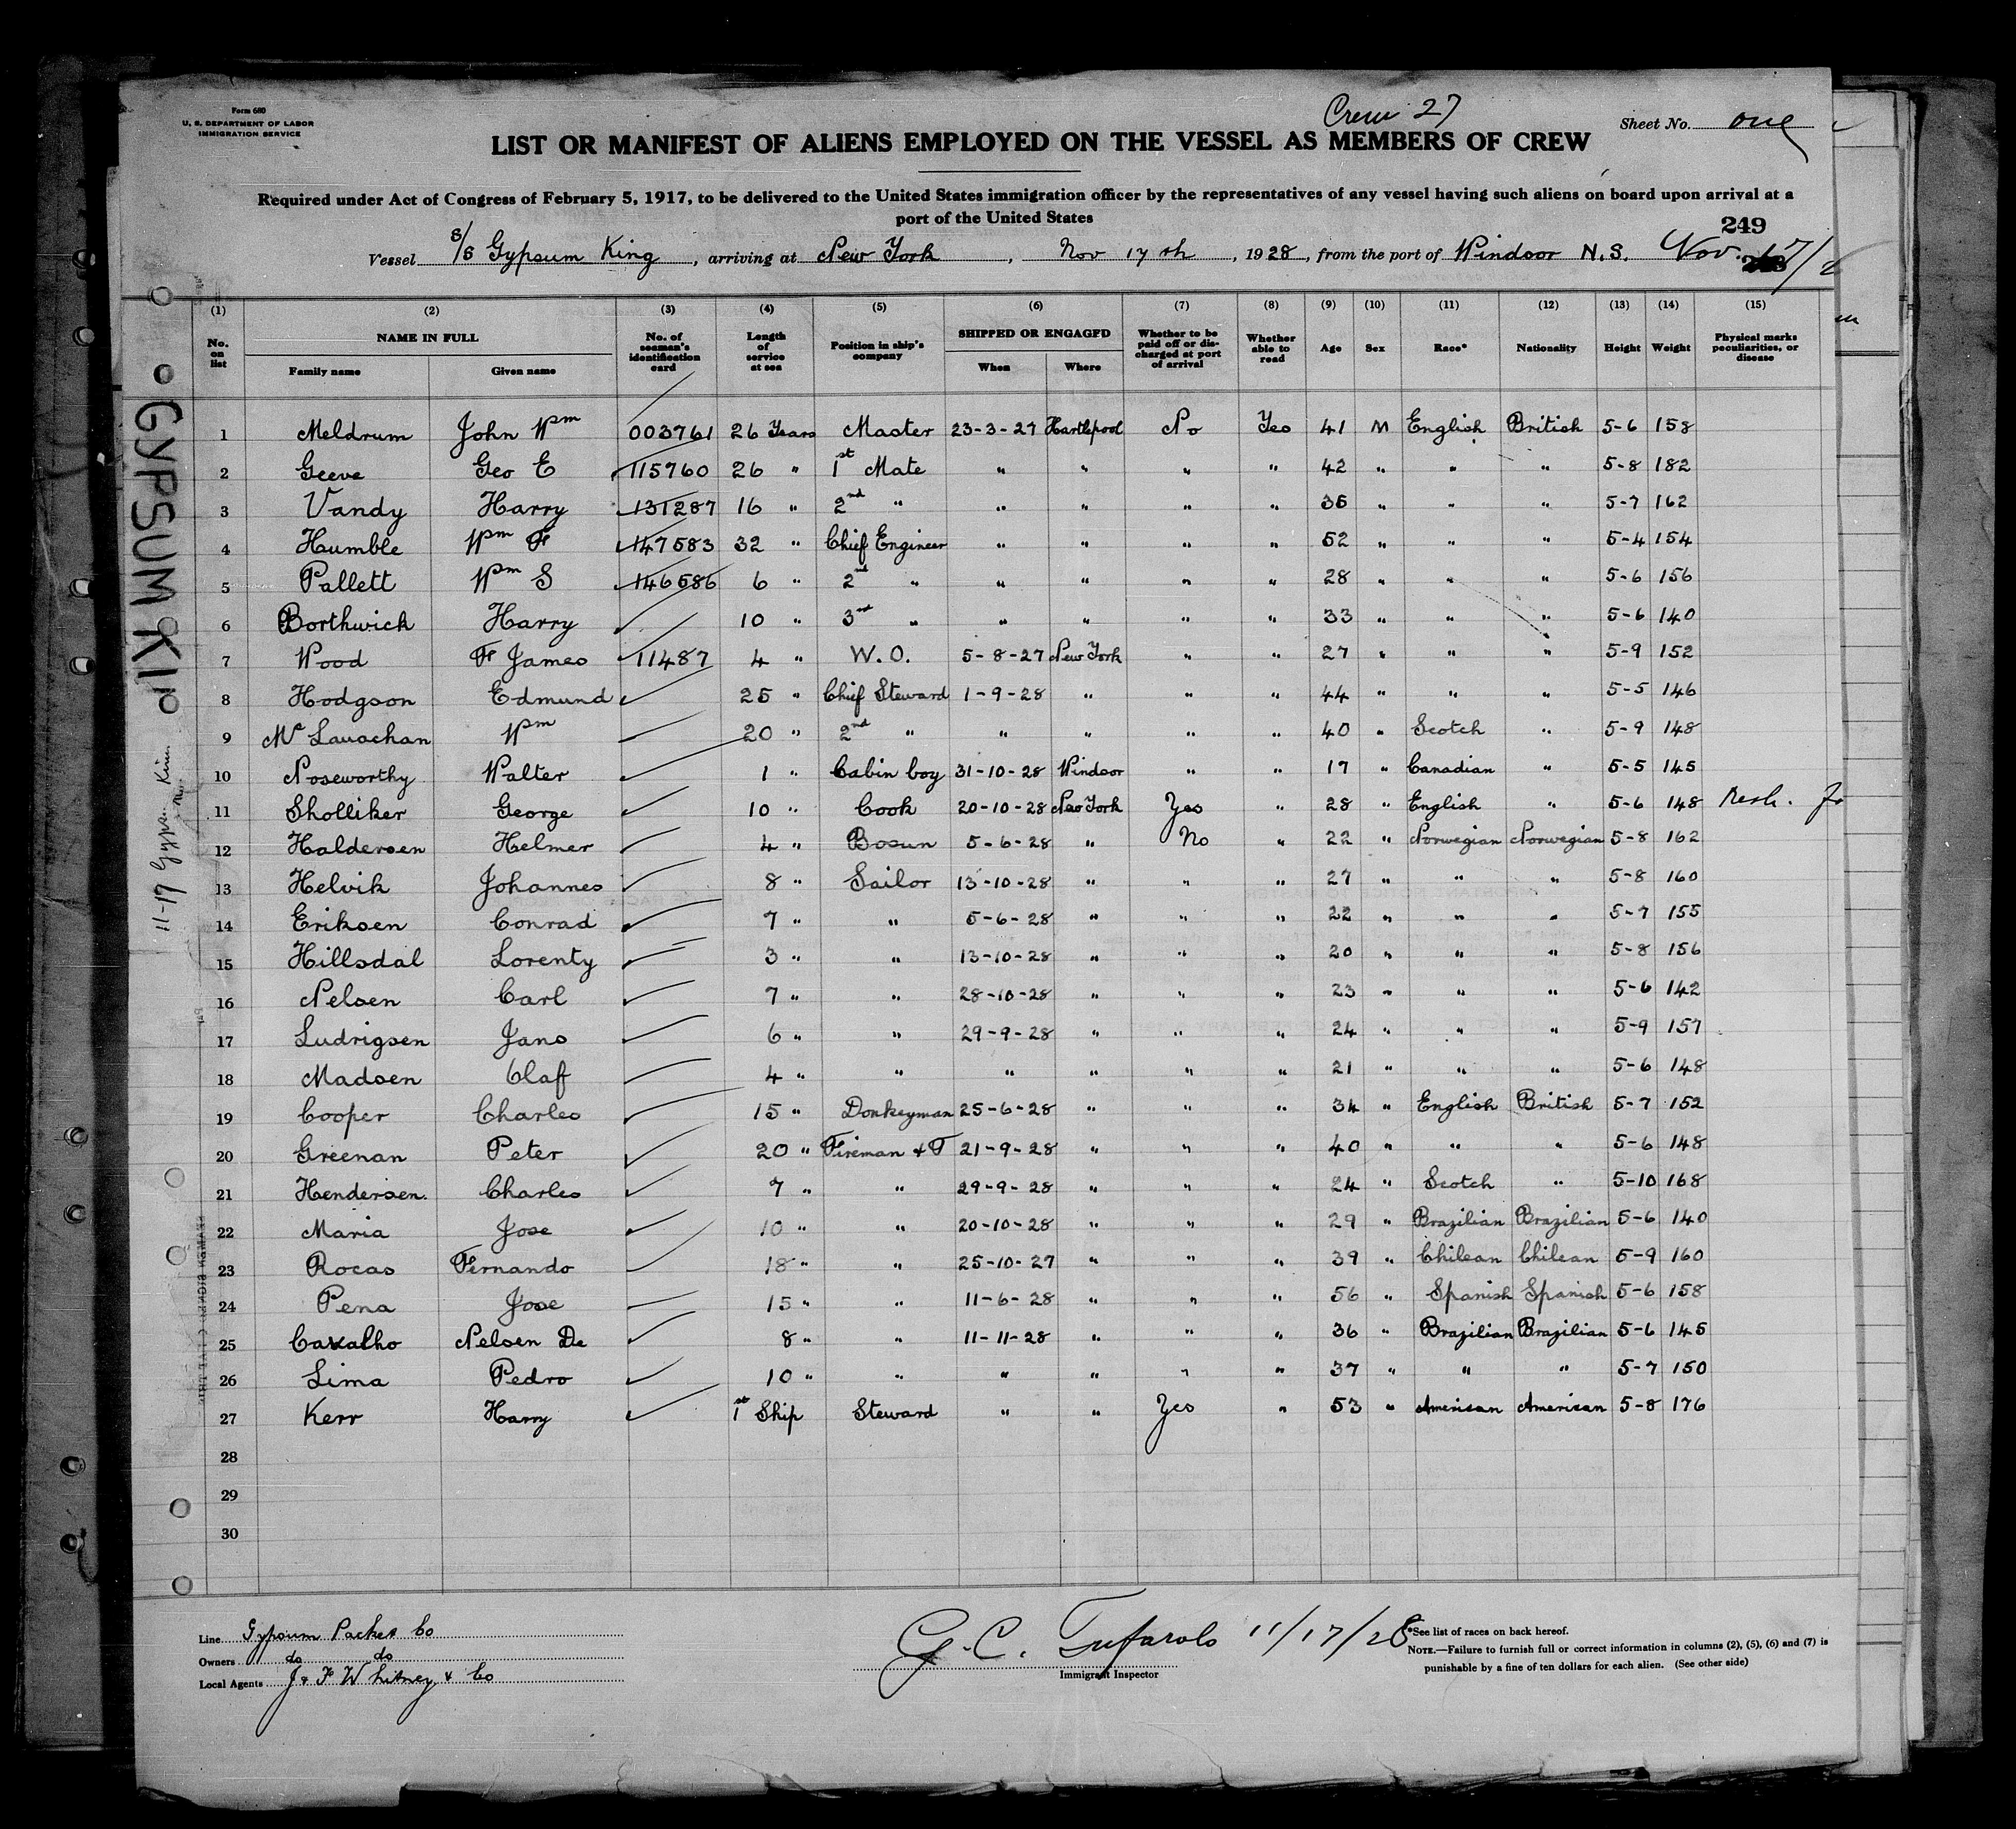 Form 680
U. S. DEPARTMENT OF LABOR
IMMIGRATION SERVICE
Crew 27
Sheet No. one
LIST OR MANIFEST OF ALIENS EMPLOYED ON THE VESSEL AS MEMBERS OF CREW
Required under Act of Congress of February 5, 1917, to be delivered to the United States immigration officer by the representatives of any vessel having such aliens on board upon arrival at a
port of the United States
249
Vessel S/S Gypsum King, arriving at New York, Nov 17th, 1928, from the port of Windsor N.S. Nov. 17/
(1) (2) (3) (4) (5) (6) (7) (8) (9) (10) (11) (12) (13) (14) (15)
No. on list NAME IN FULL Family name Given name No. of seaman's identification card Length of service at sea Position in ship's company SHIPPED OR ENGAGED When Where Whether to be paid off or discharged at port of arrival Whether able to read Age Sex Race* Nationality Height Weight Physical marks peculiarities, or disease
1 Meldrum John Wm 003761 26 Years Master 23-3-27 Hartlepool No Yes 41 M English British 5-6 158
2 Geeve Geo E 115760 26 " 1st Mate " " " " 42 " " " 5-8 182
3 Vandy Harry 131287 16 " 2nd " " " " " 36 " " " 5-7 162
4 Humble Wm F 147583 32 " Chief Engineer " " " " 52 " " " 5-4 154
5 Pallett Wm S 146586 6 " 2nd " " " " " 28 " " " 5-6 156
6 Borthwick Harry 10 " 3rd " " " " " 33 " " " 5-6 140
7 Wood F James 11487 4 " W.O. 5-8-27 New York " " 27 " " " 5-9 152
8 Hodgson Edmund 25 " Chief Steward 1-9-28 " " " 44 " " " 5-5 146
9 Mc Lauachan Wm 20 " 2nd " " " " " 40 " Scotch " 5-9 148
10 Noseworthy Walter 1 " Cabin boy 31-10-28 Windsor " " 17 " Canadian " 5-5 145
11 Sholliker George 10 " Cook 20-10-28 New York Yes " 28 " English " 5-6 148
12 Haldersen Helmer 4 " Bosun 5-6-28 " No " 22 " Norwegian Norwegian 5-8 162
13 Helvik Johannes 8 " Sailor 13-10-28 " " " 27 " " " 5-8 160
14 Eriksen Conrad 7 " " 5-6-28 " " " 22 " " " 5-7 155
15 Hillsdal Lorenty 3 " " 13-10-28 " " " 20 " " " 5-8 156
16 Nelsen Carl 7 " " 28-10-28 " " " 23 " " " 5-6 142
17 Ludrigsen Jans 6 " " 29-9-28 " " " 24 " " " 5-9 157
18 Madsen Olaf 4 " " " " " " 21 " " " 5-6 148
19 Cooper Charles 15 " Donkeyman 25-6-28 " " " 34 " English British 5-7 152
20 Greenan Peter 20 " Fireman & T 21-9-28 " " " 40 " " " 5-6 148
21 Hendersen. Charles 7 " " 29-9-28 " " " 24 " Scotch " 5-10 168
22 Maria Jose 10 " " 20-10-28 " " " 29 " Brazilian Brazilian 5-6 140
23 Rocas Fernando 18 " " 25-10-27 " " " 39 " Chilean Chilean 5-9 160
24 Pena Jose 15 " " 11-6-28 " " " 56 " Spanish Spanish 5-6 158
25 Caxalho Nelsen De 8 " " 11-11-28 " " " 36 " Brazilian Brazilian 5-6 145
26 Lima Pedro 10 " " " " " " 37 " " " 5-7 150
27 Kerr Harry 1st Ship Steward " " Yes " 53 " American American 5-8 176
28
29
30
GYPSUM KIP
11-17 Gyps. King
Line Gypsum Packet Co
Owners do do
Local Agents J & F Whitney & Co
G. C. Tufarolo 11/17/28
Immigrant Inspector
*See list of races on back hereof.
NOTE.—Failure to furnish full or correct information in columns (2), (5), (6) and (7) is
punishable by a fine of ten dollars for each alien. (See other side)